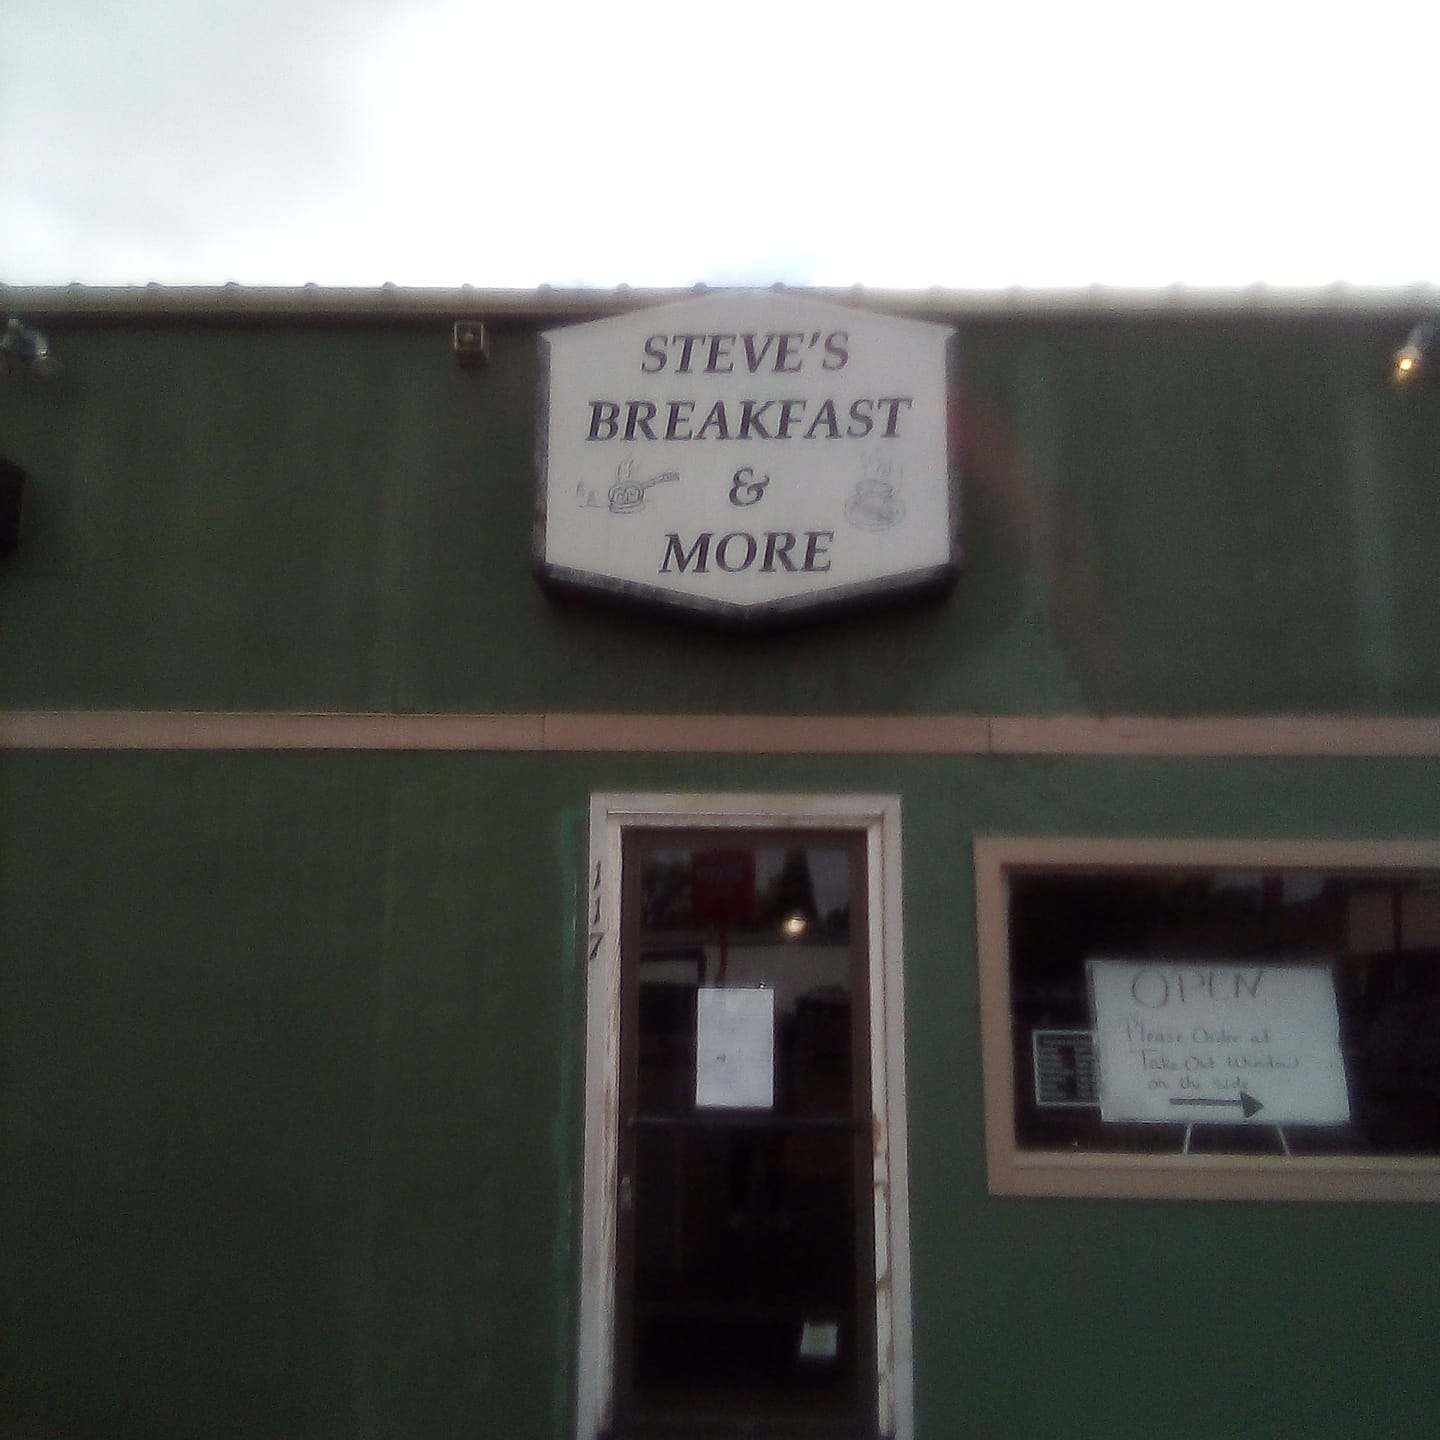 STEVE'S
BREAKFAST
&
MORE
117
OPEN
Please Order at
Take Out Window
on the side